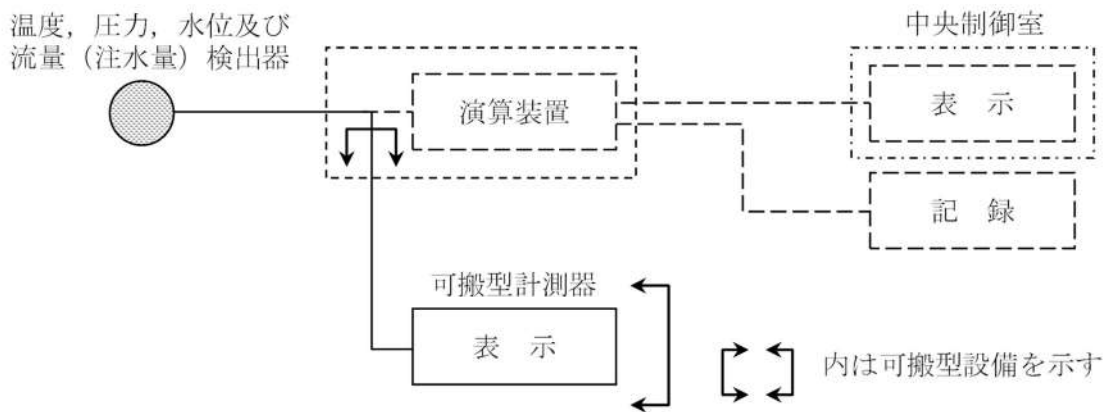 温度，圧力，水位及び
流量（注水量）検出器
中央制御室
演算装置
表　示
記　録
可搬型計測器
表　示
内は可搬型設備を示す